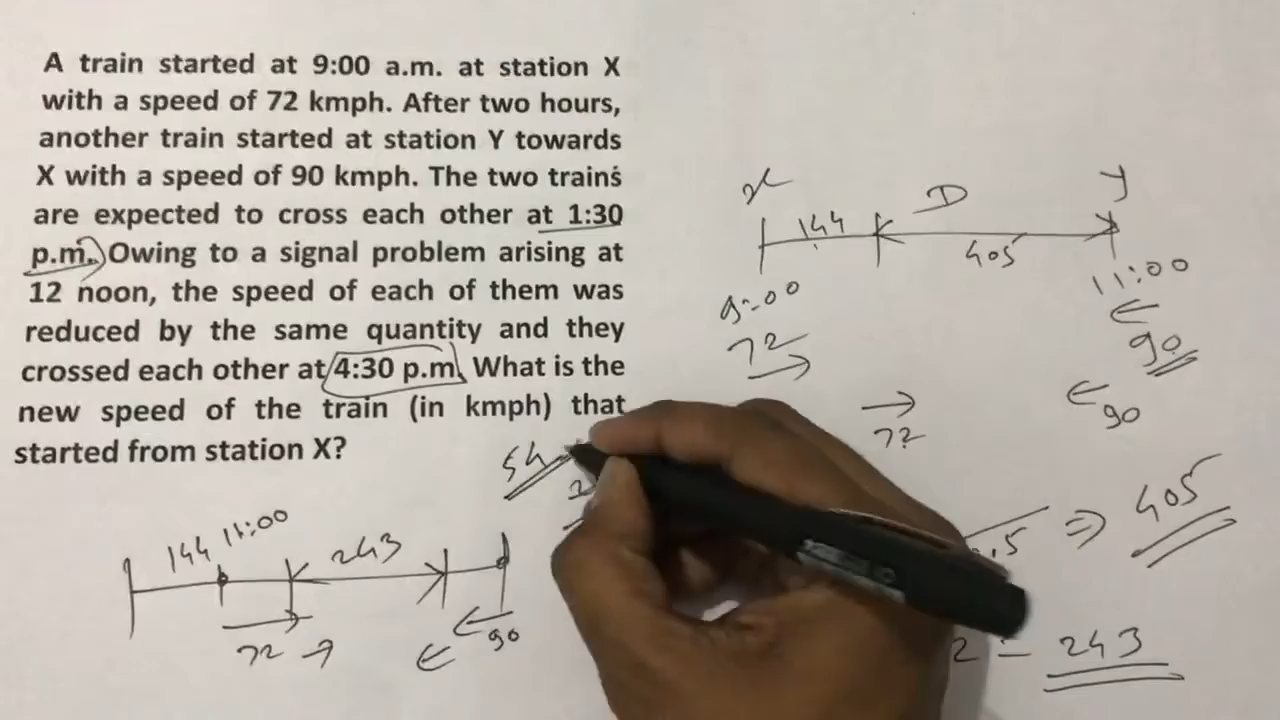 A train started at 9:00 a.m. at station X
with a speed of 72 kmph. After two hours,
another train started at station Y towards
X with a speed of 90 kmph. The two trains
are expected to cross each other at 1:30
p.m. Owing to a signal problem arising at
12 noon, the speed of each of them was
reduced by the same quantity and they
crossed each other at 4:30 p.m. What is the
new speed of the train (in kmph) that
started from station X?
x D y
144 405
9:00 11:00
72 90
72 90
.5 ⇒ 405
2 = 243
54
2
144 11:00 243
72 90